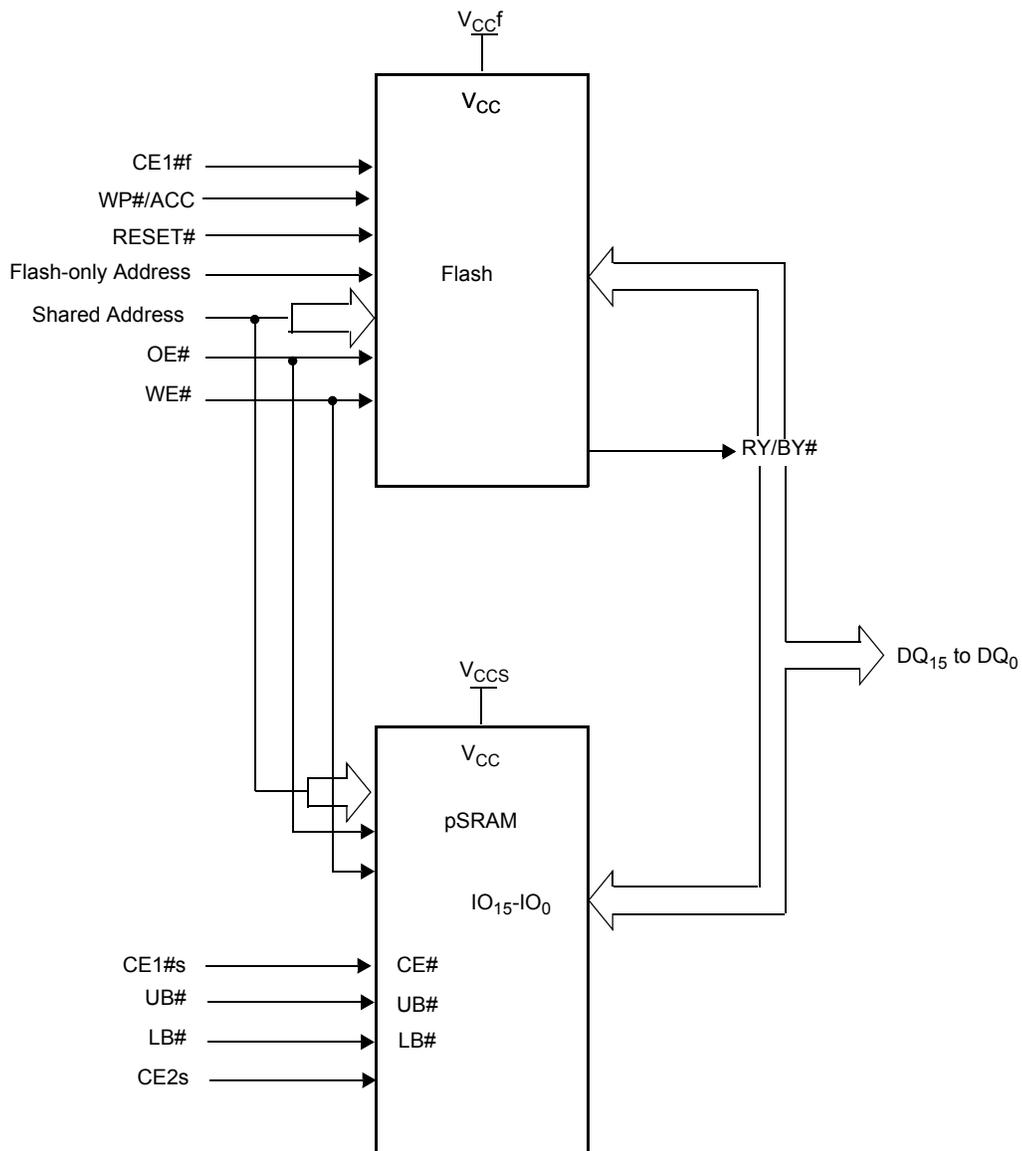 VCCf
VCC
CE1#f
WP#/ACC
RESET#
Flash-only Address
Flash
Shared Address
OE#
WE#
RY/BY#
DQ15 to DQ0
VCCS
VCC
pSRAM
IO15-IO0
CE1#s
CE#
UB#
UB#
LB#
LB#
CE2s